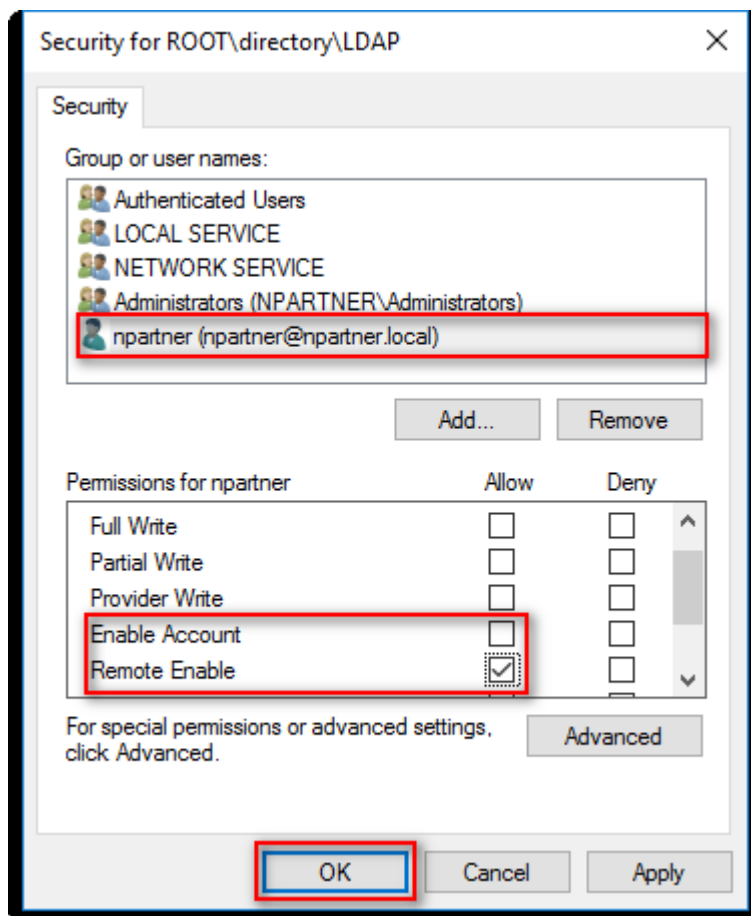 Security for ROOT\directory\LDAP
Security
Group or user names:
Authenticated Users
LOCAL SERVICE
NETWORK SERVICE
Administrators (NPARTNER\Administrators)
npartner (npartner@npartner.local)
Add... Remove
Permissions for npartner Allow Deny
Full Write
Partial Write
Provider Write
Enable Account
Remote Enable
For special permissions or advanced settings,
click Advanced.
Advanced
OK Cancel Apply